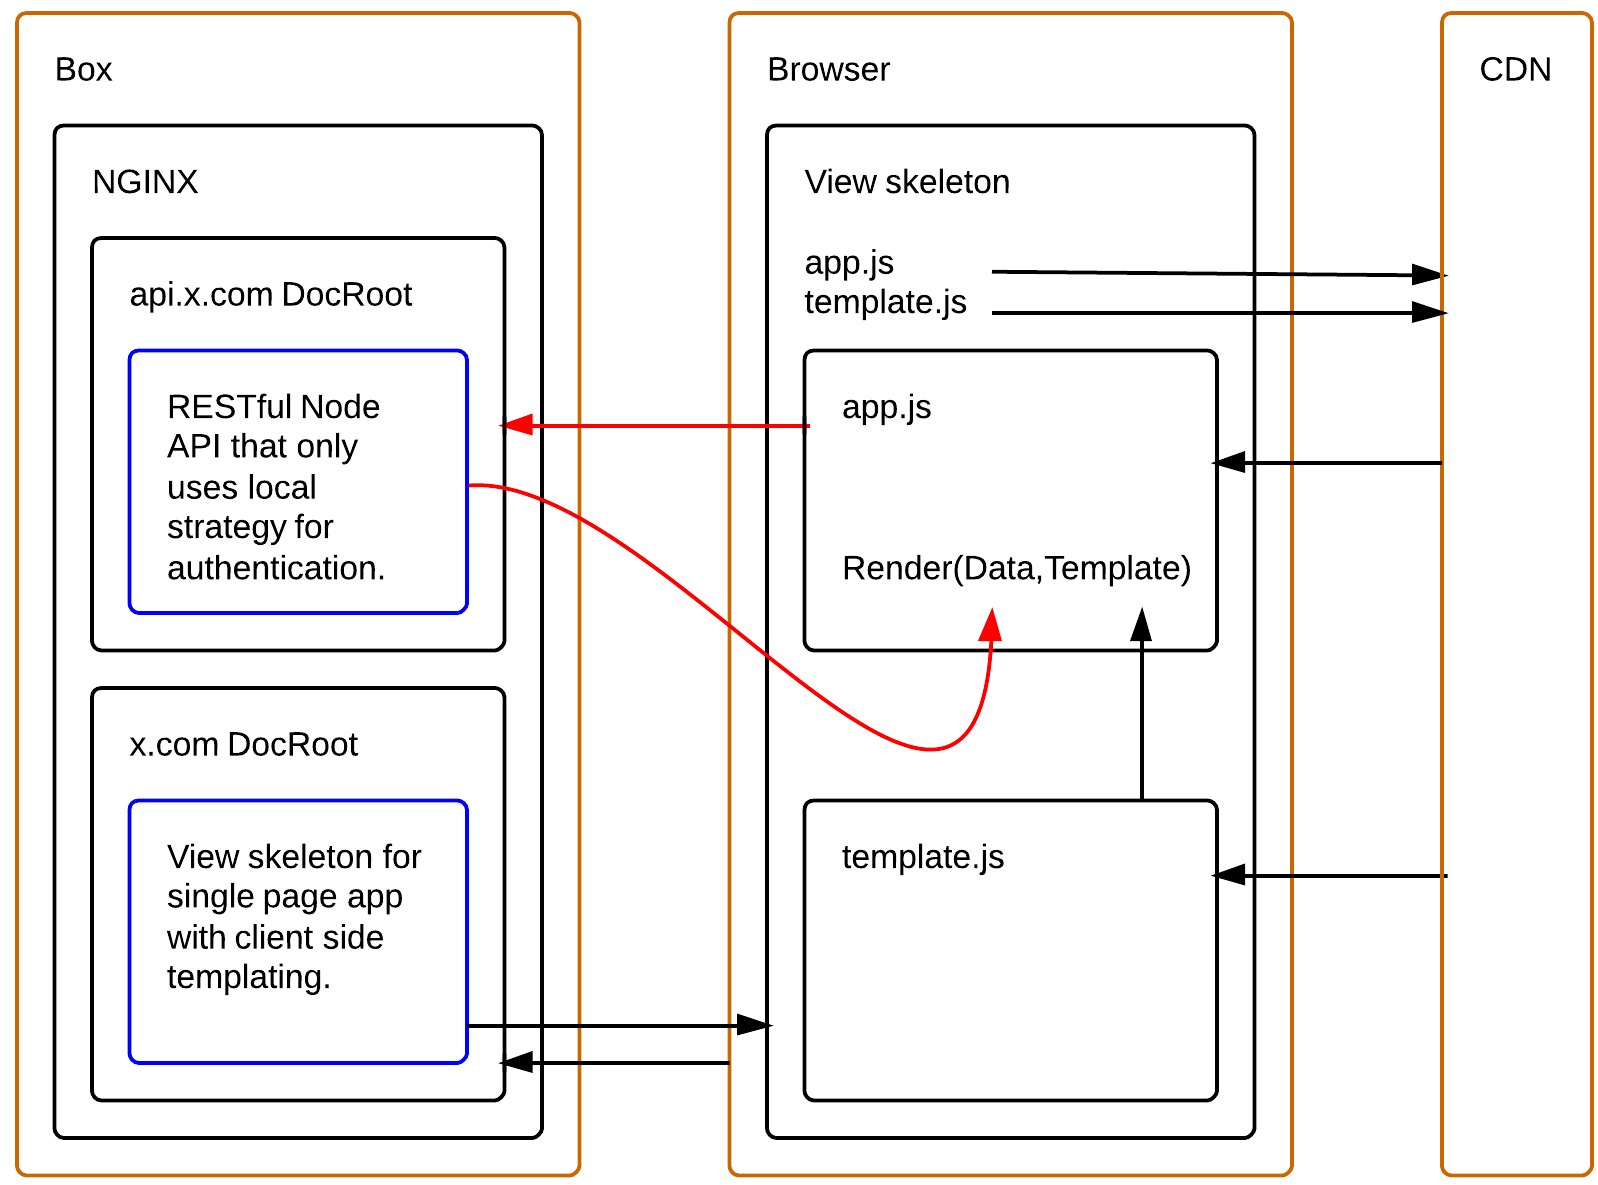 Box
NGINX
api.x.com DocRoot
RESTful Node
API that only
uses local
strategy for
authentication.
x.com DocRoot
View skeleton for
single page app
with client side
templating.
Browser
View skeleton
app.js
template.js
app.js
Render(Data,Template)
template.js
CDN